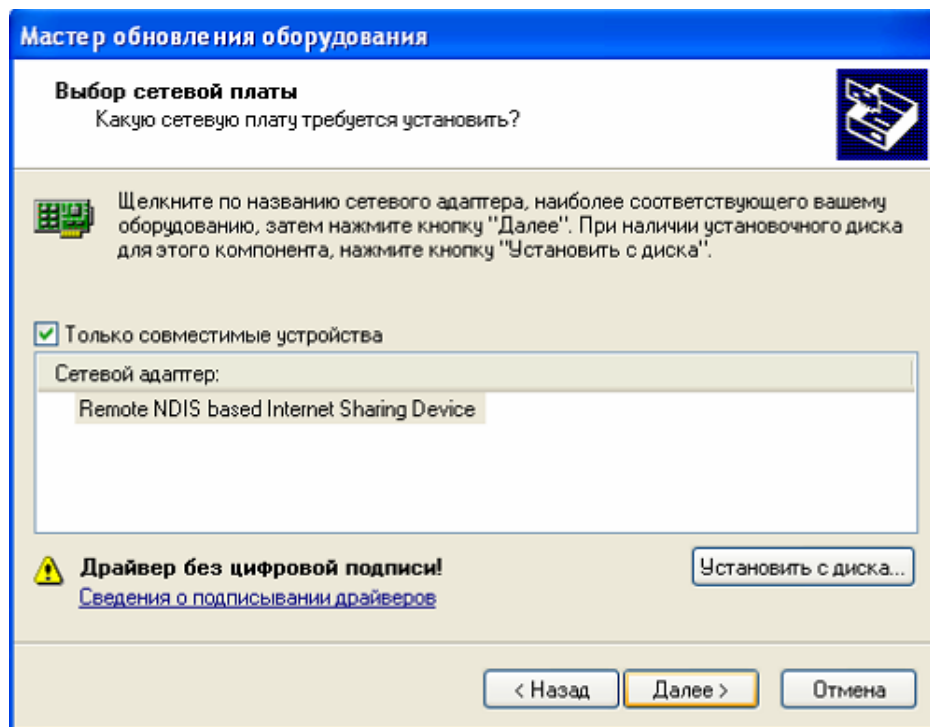 Мастер обновления оборудования
Выбор сетевой платы
Какую сетевую плату требуется установить?
Щелкните по названию сетевого адаптера, наиболее соответствующего вашему
оборудованию, затем нажмите кнопку "Далее". При наличии установочного диска
для этого компонента, нажмите кнопку "Установить с диска".
Только совместимые устройства
Сетевой адаптер:
Remote NDIS based Internet Sharing Device
Драйвер без цифровой подписи!
Установить с диска...
Сведения о подписывании драйверов
< Назад
Далее >
Отмена